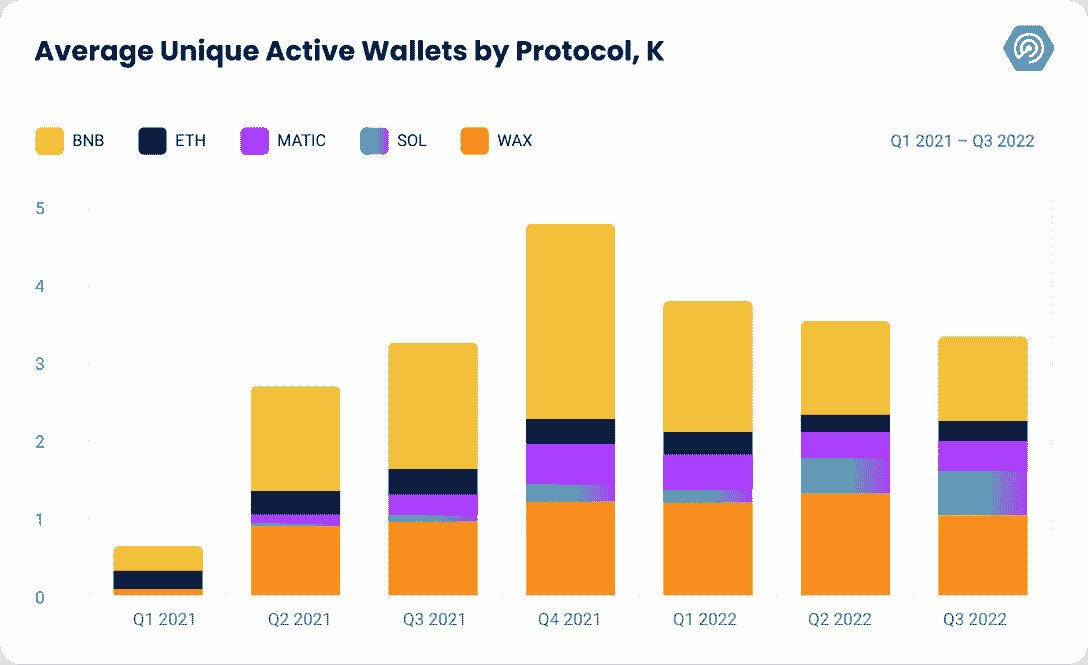 Average Unique Active Wallets by Protocol, K
BNB ETH MATIC SOL WAX
Q1 2021 – Q3 2022
5
4
3
2
1
0
Q1 2021 Q2 2021 Q3 2021 Q4 2021 Q1 2022 Q2 2022 Q3 2022